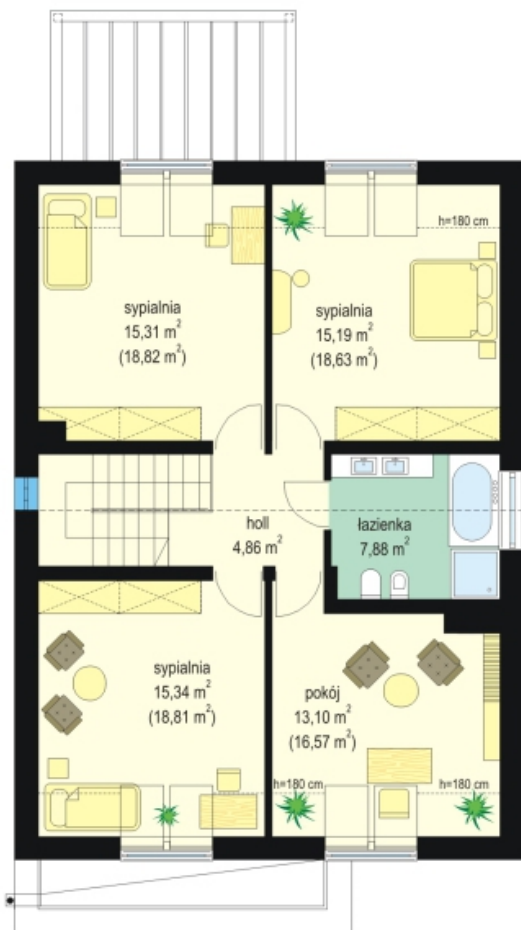 h=180 cm
sypialnia
15,31 m²
(18,82 m²)
sypialnia
15,19 m²
(18,63 m²)
holl
4,86 m²
łazienka
7,88 m²
sypialnia
15,34 m²
(18,81 m²)
pokój
13,10 m²
(16,57 m²)
h=180 cm
h=180 cm